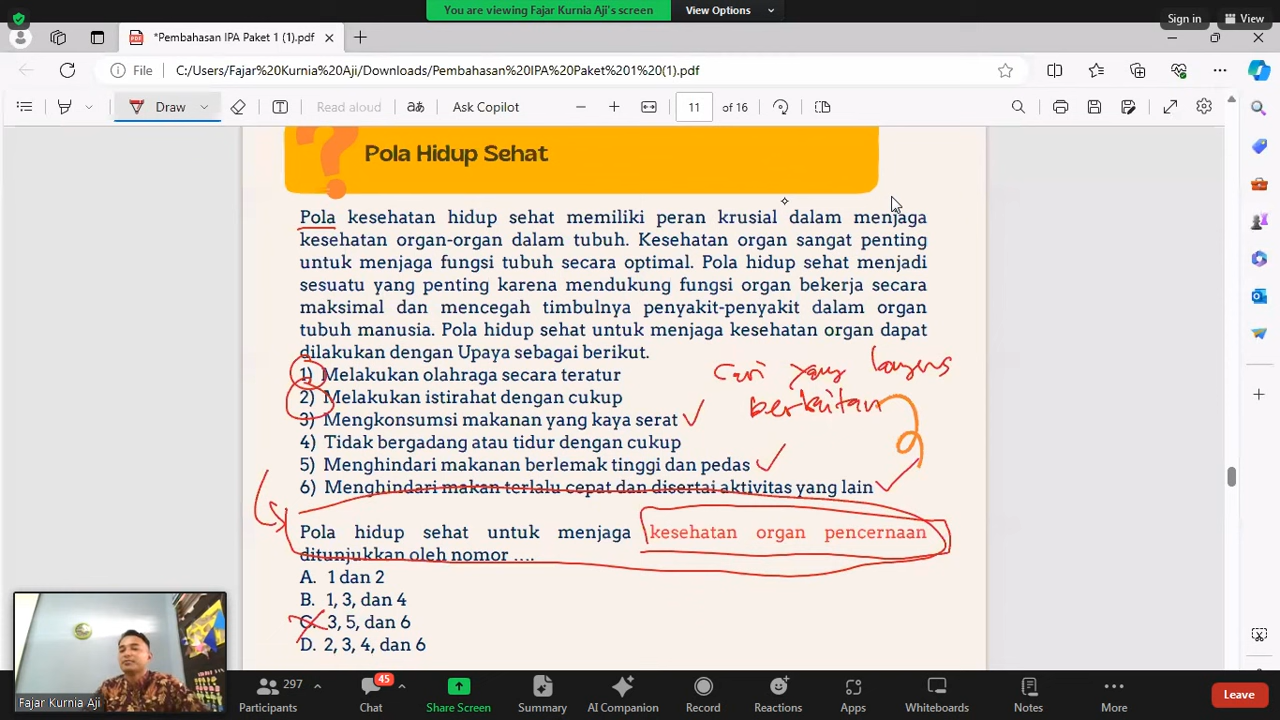 You are viewing Fajar Kurnia Aji's screen
View Options
Sign in
View
*Pembahasan IPA Paket 1 (1).pdf
File
C:/Users/Fajar%20Kurnia%20Aji/Downloads/Pembahasan%20IPA%20Paket%201%20(1).pdf
Draw
Read aloud
aあ
Ask Copilot
11
of 16
Pola Hidup Sehat
Pola kesehatan hidup sehat memiliki peran krusial dalam menjaga
kesehatan organ-organ dalam tubuh. Kesehatan organ sangat penting
untuk menjaga fungsi tubuh secara optimal. Pola hidup sehat menjadi
sesuatu yang penting karena mendukung fungsi organ bekerja secara
maksimal dan mencegah timbulnya penyakit-penyakit dalam organ
tubuh manusia. Pola hidup sehat untuk menjaga kesehatan organ dapat
dilakukan dengan Upaya sebagai berikut.
1) Melakukan olahraga secara teratur
2) Melakukan istirahat dengan cukup
3) Mengkonsumsi makanan yang kaya serat
4) Tidak bergadang atau tidur dengan cukup
5) Menghindari makanan berlemak tinggi dan pedas
6) Menghindari makan terlalu cepat dan disertai aktivitas yang lain
Cari yang
berkaitan
Pola hidup sehat untuk menjaga kesehatan organ pencernaan
ditunjukkan oleh nomor ....
A. 1 dan 2
B. 1, 3, dan 4
C. 3, 5, dan 6
D. 2, 3, 4, dan 6
Fajar Kurnia Aji
297
Participants
45
Chat
Share Screen
Summary
AI Companion
Record
Reactions
Apps
Whiteboards
Notes
More
Leave